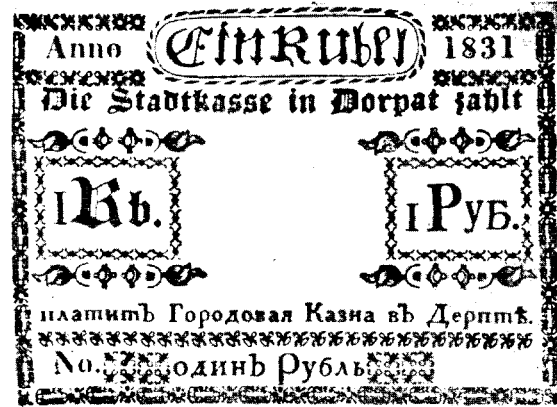 Anno Ein Rubel 1831
Die Stadtkasse in Dorpat zahlt
1 Rb. 1 Руб.
платитъ Городовая Казна въ Дерптѣ.
No. одинъ Рубль